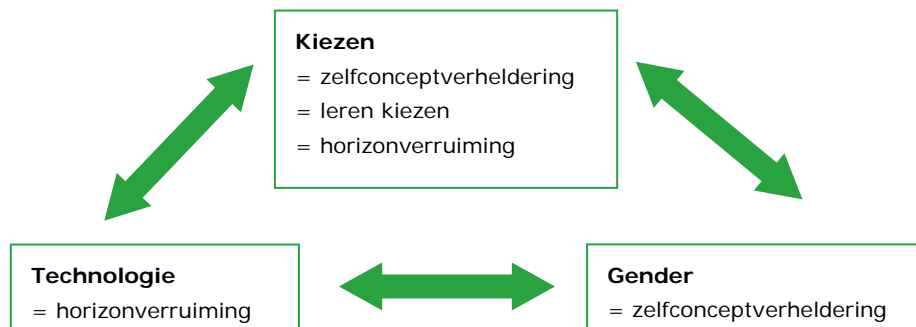 Kiezen
= zelfconceptverheldering
= leren kiezen
= horizonverruiming
Technologie
= horizonverruiming
Gender
= zelfconceptverheldering